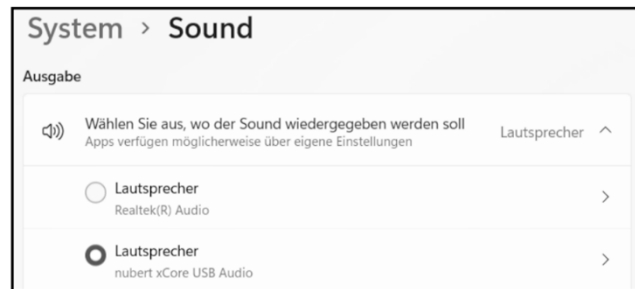 System > Sound
Ausgabe
Wählen Sie aus, wo der Sound wiedergegeben werden soll
Lautsprecher
Apps verfügen möglicherweise über eigene Einstellungen
Lautsprecher
Realtek(R) Audio
Lautsprecher
nubert xCore USB Audio